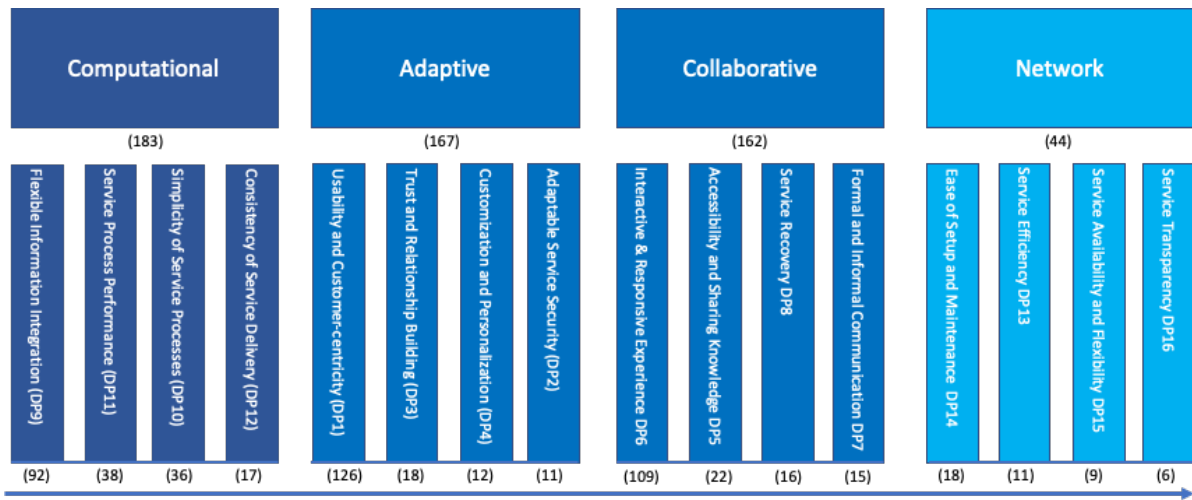 Computational
Adaptive
Collaborative
Network
(183)
(167)
(162)
(44)
Flexible Information Integration (DP9)
Service Process Performance (DP11)
Simplicity of Service Processes (DP10)
Consistency of Service Delivery (DP12)
Usability and Customer-centricity (DP1)
Trust and Relationship Building (DP3)
Customization and Personalization (DP4)
Adaptable Service Security (DP2)
Interactive & Responsive Experience DP6
Accessibility and Sharing Knowledge DP5
Service Recovery DP8
Formal and Informal Communication DP7
Ease of Setup and Maintenance DP14
Service Efficiency DP13
Service Availability and Flexibility DP15
Service Transparency DP16
(92)
(38)
(36)
(17)
(126)
(18)
(12)
(11)
(109)
(22)
(16)
(15)
(18)
(11)
(9)
(6)